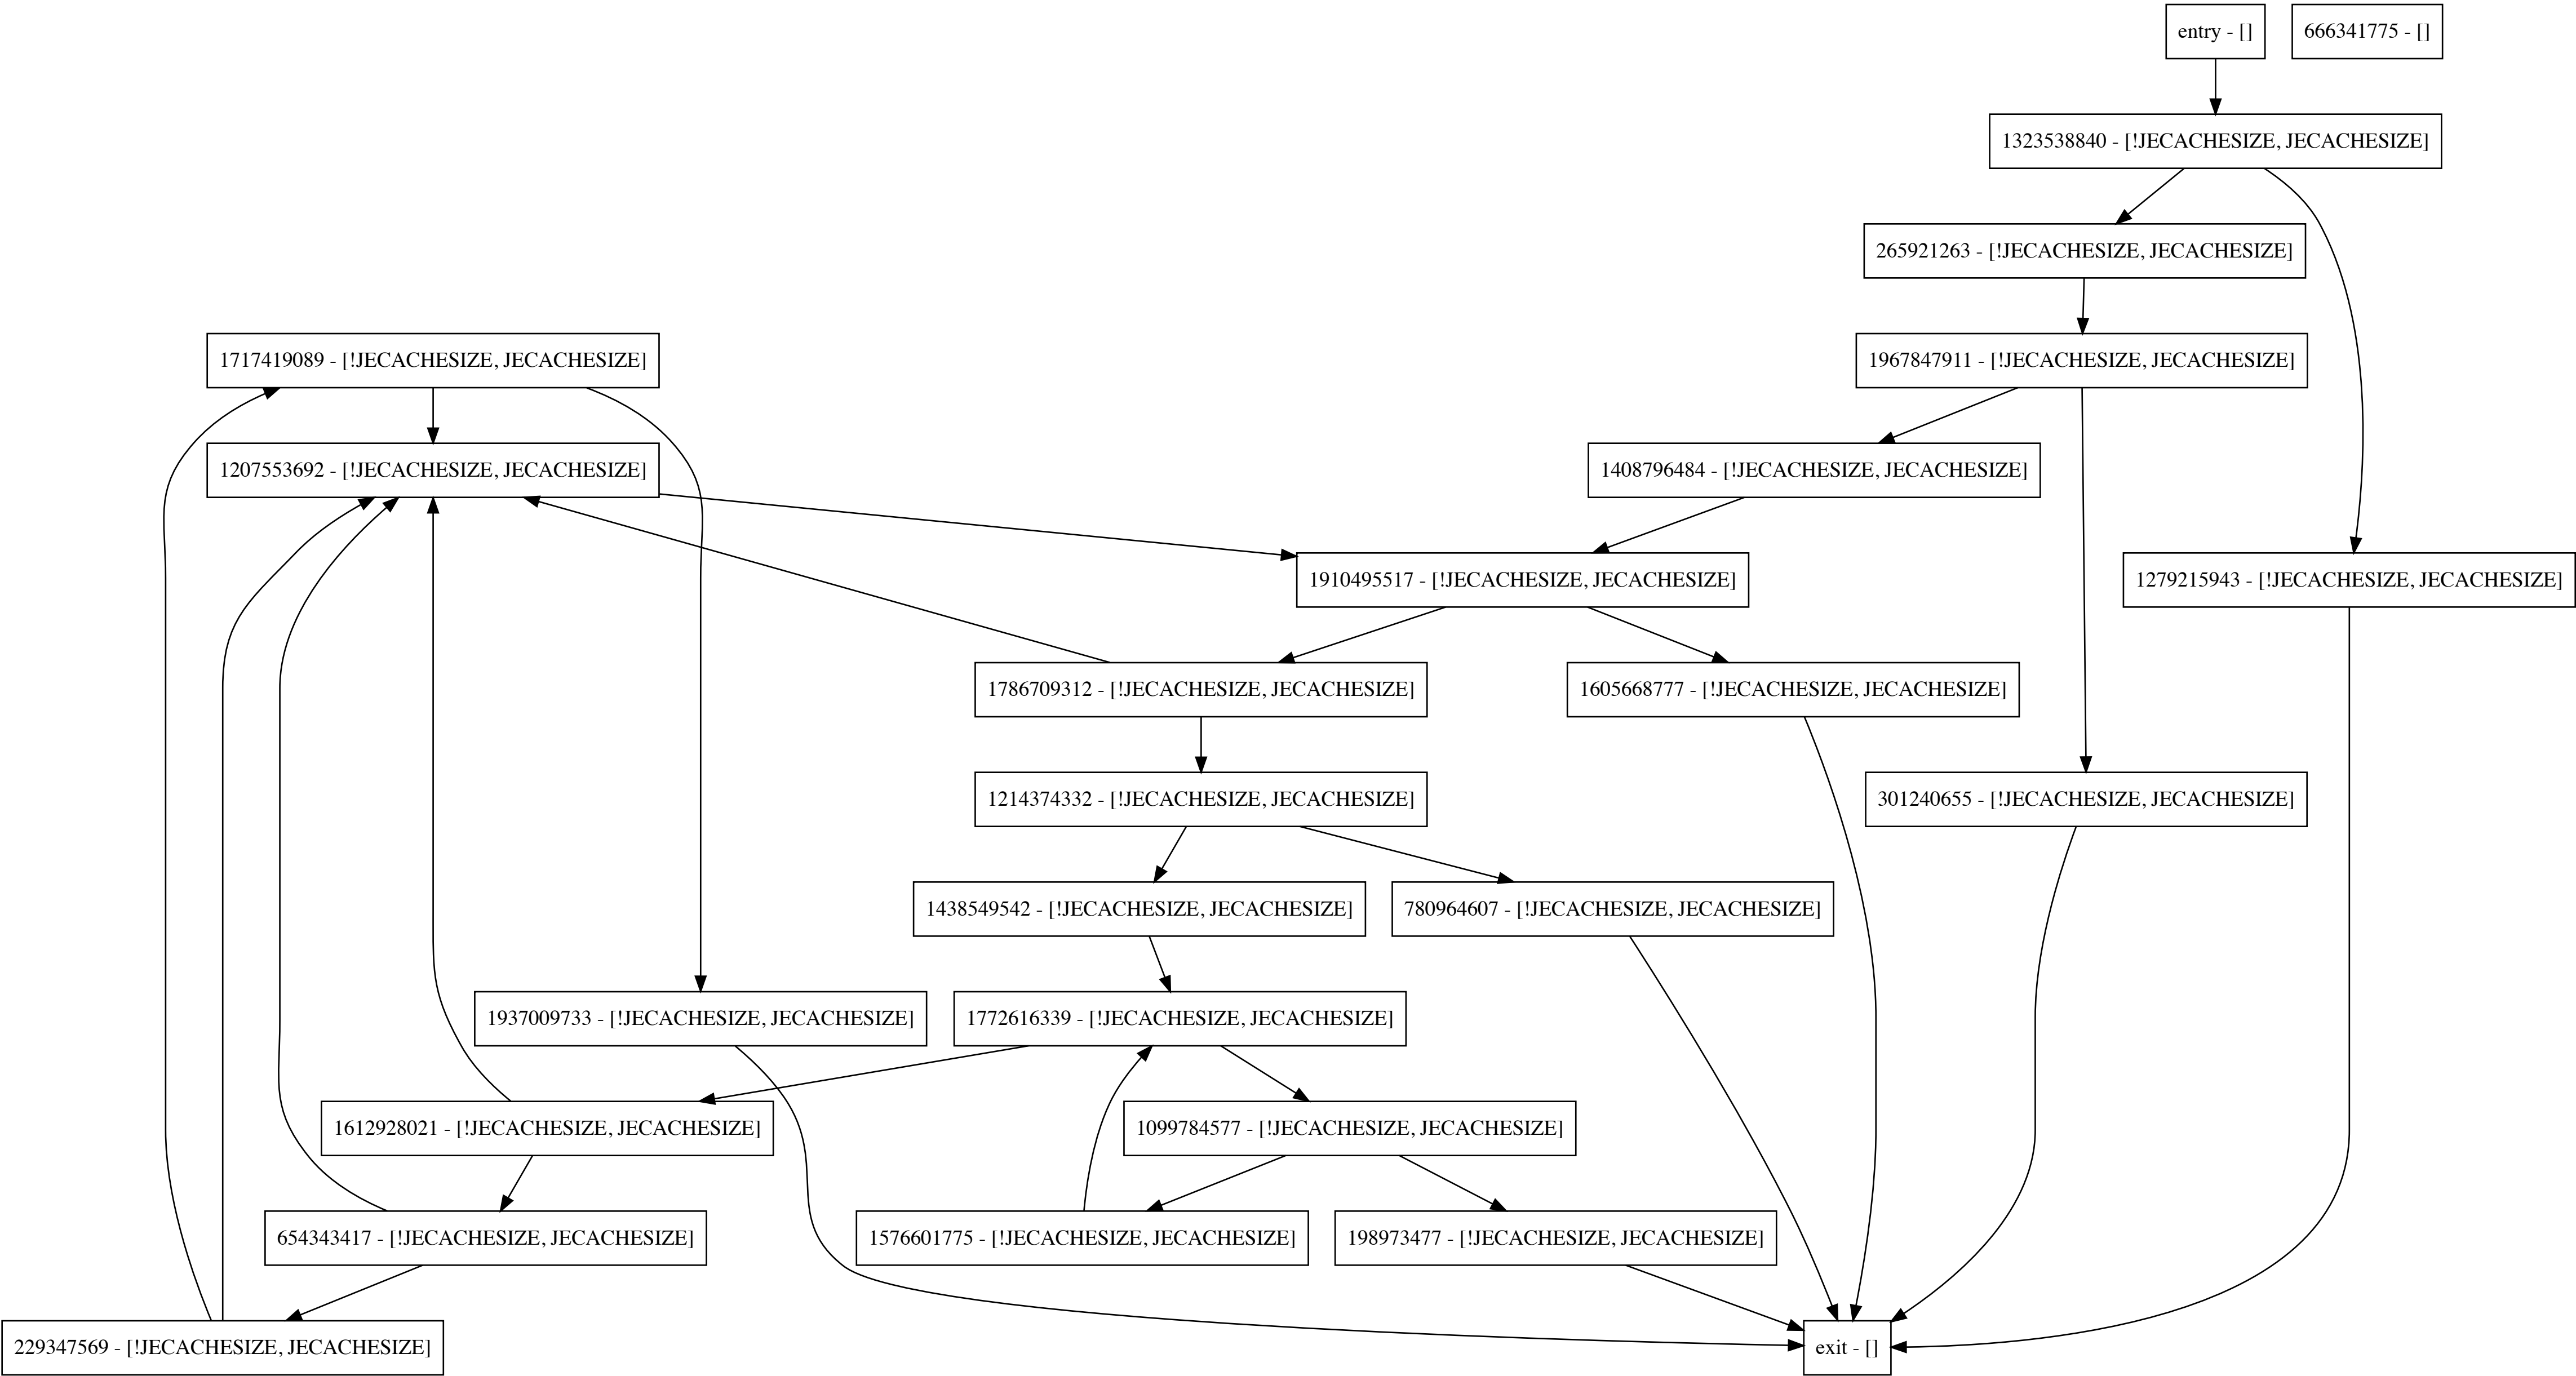 entry - []
666341775 - []
1323538840 - [!JECACHESIZE, JECACHESIZE]
265921263 - [!JECACHESIZE, JECACHESIZE]
1717419089 - [!JECACHESIZE, JECACHESIZE]
1967847911 - [!JECACHESIZE, JECACHESIZE]
1207553692 - [!JECACHESIZE, JECACHESIZE]
1408796484 - [!JECACHESIZE, JECACHESIZE]
1910495517 - [!JECACHESIZE, JECACHESIZE]
1279215943 - [!JECACHESIZE, JECACHESIZE]
1786709312 - [!JECACHESIZE, JECACHESIZE]
1605668777 - [!JECACHESIZE, JECACHESIZE]
1214374332 - [!JECACHESIZE, JECACHESIZE]
301240655 - [!JECACHESIZE, JECACHESIZE]
1438549542 - [!JECACHESIZE, JECACHESIZE]
780964607 - [!JECACHESIZE, JECACHESIZE]
1937009733 - [!JECACHESIZE, JECACHESIZE]
1772616339 - [!JECACHESIZE, JECACHESIZE]
1612928021 - [!JECACHESIZE, JECACHESIZE]
1099784577 - [!JECACHESIZE, JECACHESIZE]
654343417 - [!JECACHESIZE, JECACHESIZE]
1576601775 - [!JECACHESIZE, JECACHESIZE]
198973477 - [!JECACHESIZE, JECACHESIZE]
229347569 - [!JECACHESIZE, JECACHESIZE]
exit - []